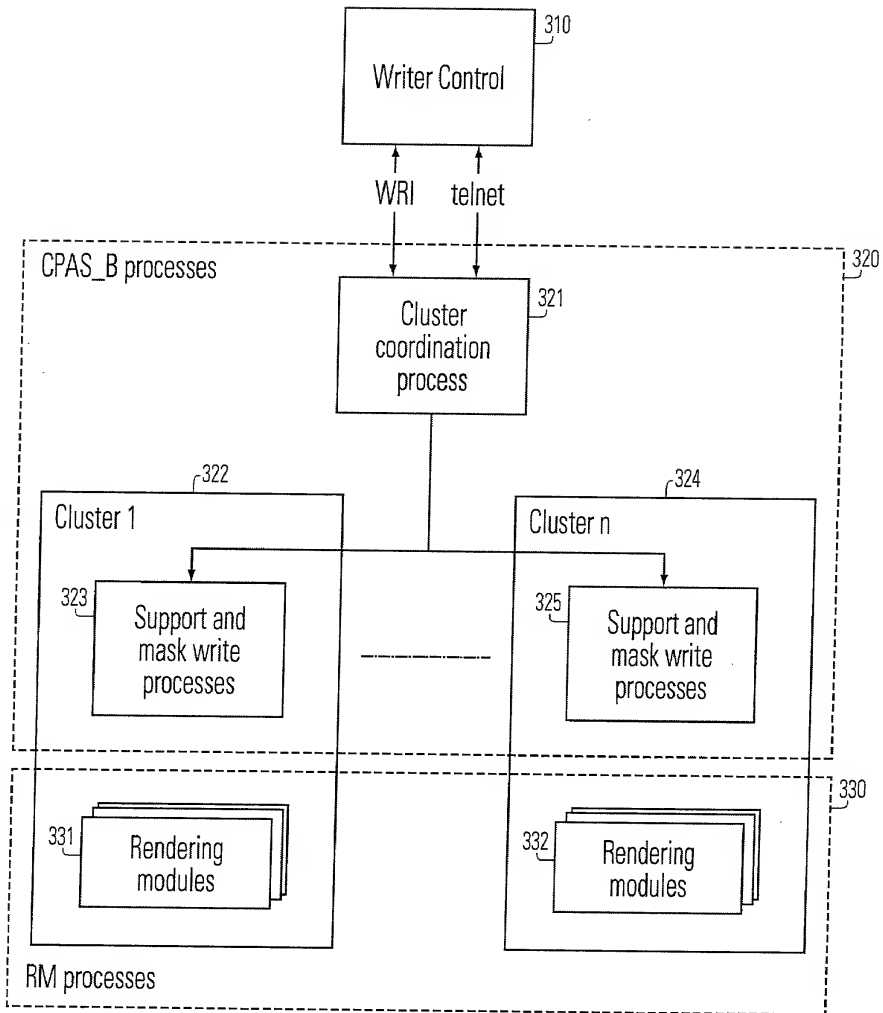 310
Writer Control
WRI telnet
CPAS_B processes
320
321
Cluster
coordination
process
322
324
Cluster 1
Cluster n
323
Support and
mask write
processes
325
Support and
mask write
processes
330
331
Rendering
modules
332
Rendering
modules
RM processes